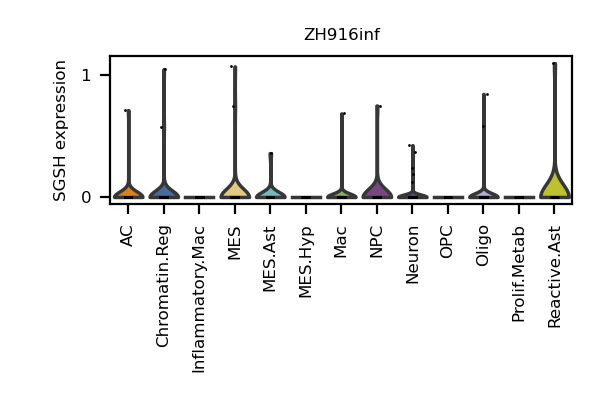 ZH916inf
SGSH expression
1
0
AC
Chromatin.Reg
Inflammatory.Mac
MES
MES.Ast
MES.Hyp
Mac
NPC
Neuron
OPC
Oligo
Prolif.Metab
Reactive.Ast